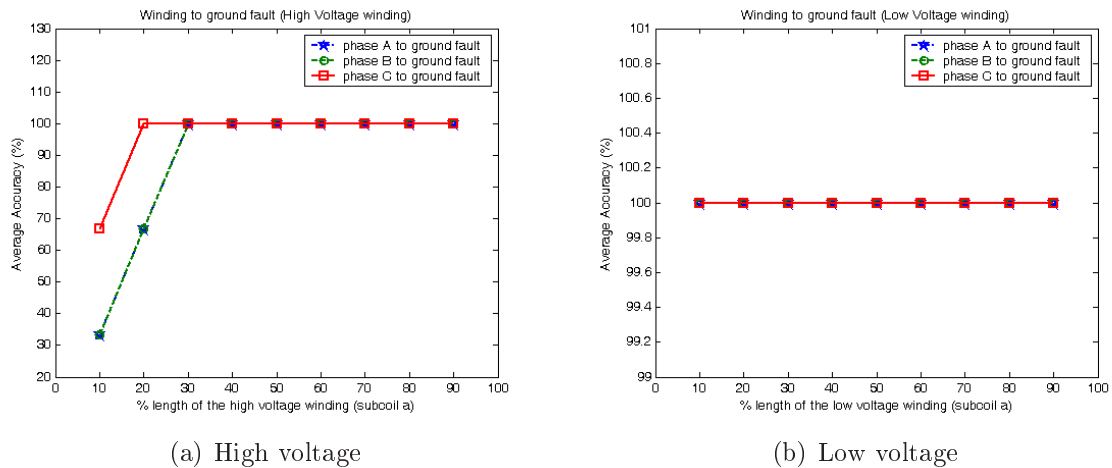 Winding to ground fault (High Voltage winding)
130
120
110
100
90
80
70
60
50
40
30
20
Average Accuracy (%)
phase A to ground fault
phase B to ground fault
phase C to ground fault
0 10 20 30 40 50 60 70 80 90 100
% length of the high voltage winding (subcoil a)
(a) High voltage
Winding to ground fault (Low Voltage winding)
101
100.8
100.6
100.4
100.2
100
99.8
99.6
99.4
99.2
99
Average Accuracy (%)
phase A to ground fault
phase B to ground fault
phase C to ground fault
0 10 20 30 40 50 60 70 80 90 100
% length of the low voltage winding (subcoil a)
(b) Low voltage